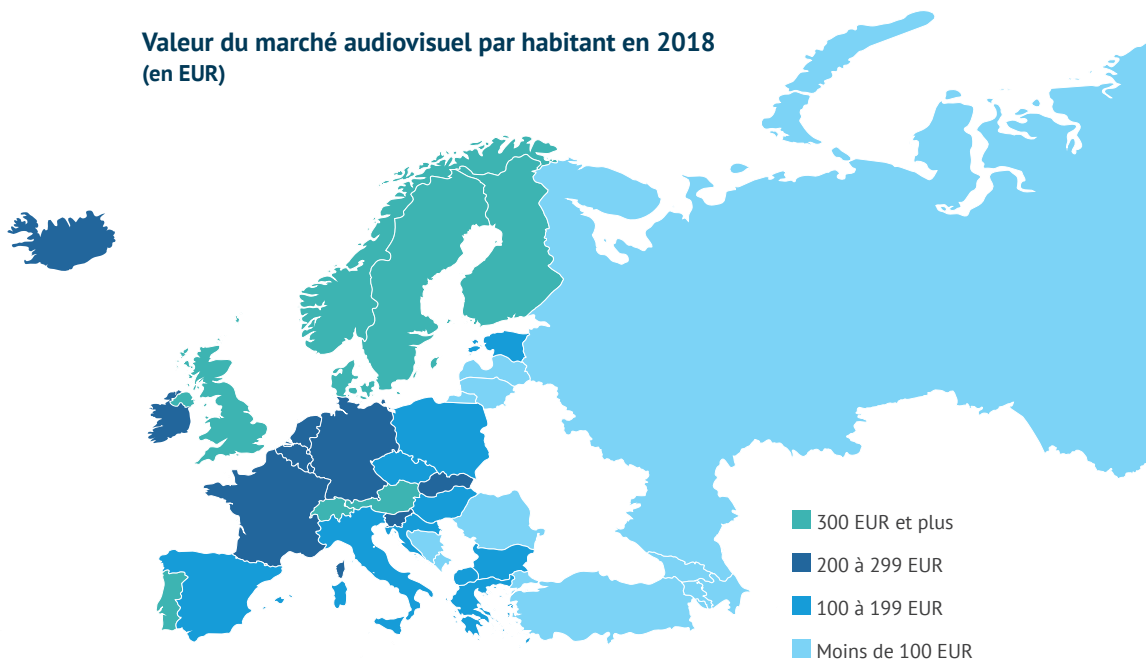 Valeur du marché audiovisuel par habitant en 2018
(en EUR)
300 EUR et plus
200 à 299 EUR
100 à 199 EUR
Moins de 100 EUR